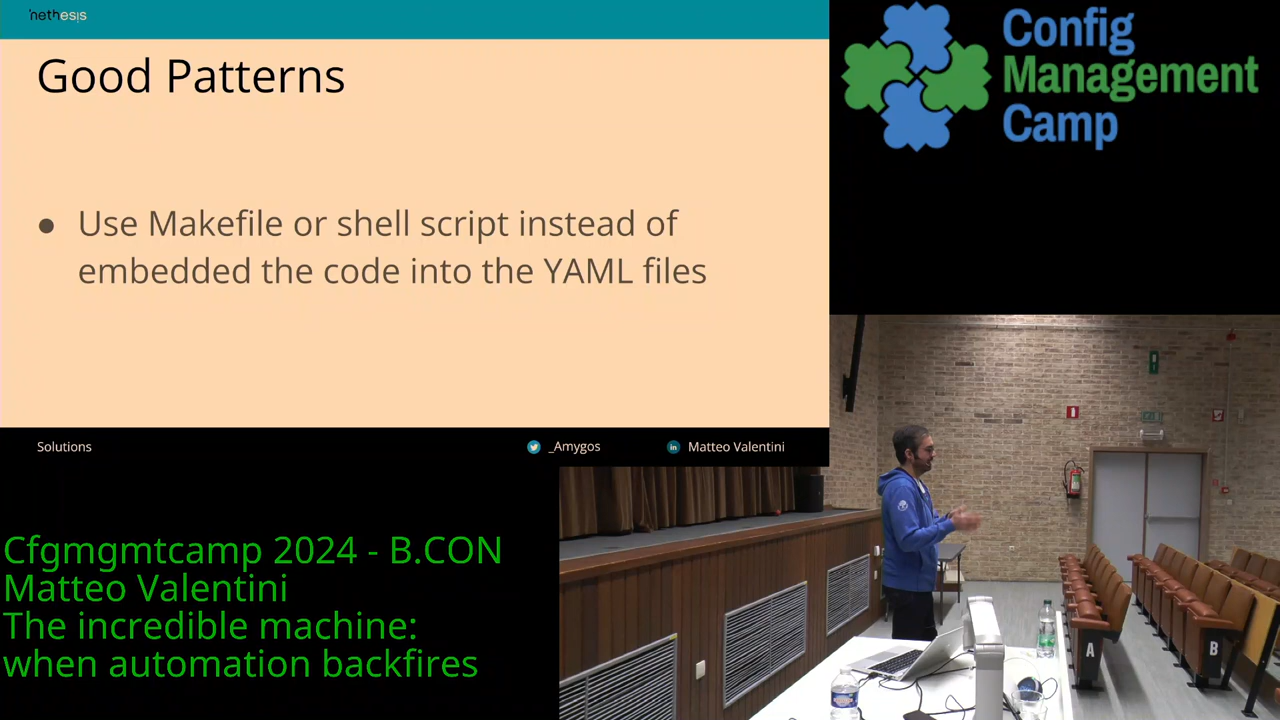 nethesis
Good Patterns
● Use Makefile or shell script instead of
embedded the code into the YAML files
Solutions
_Amygos
in
Matteo Valentini
Config
Management
Camp
Cfgmgmtcamp 2024 - B.CON
Matteo Valentini
The incredible machine:
when automation backfires
A
B